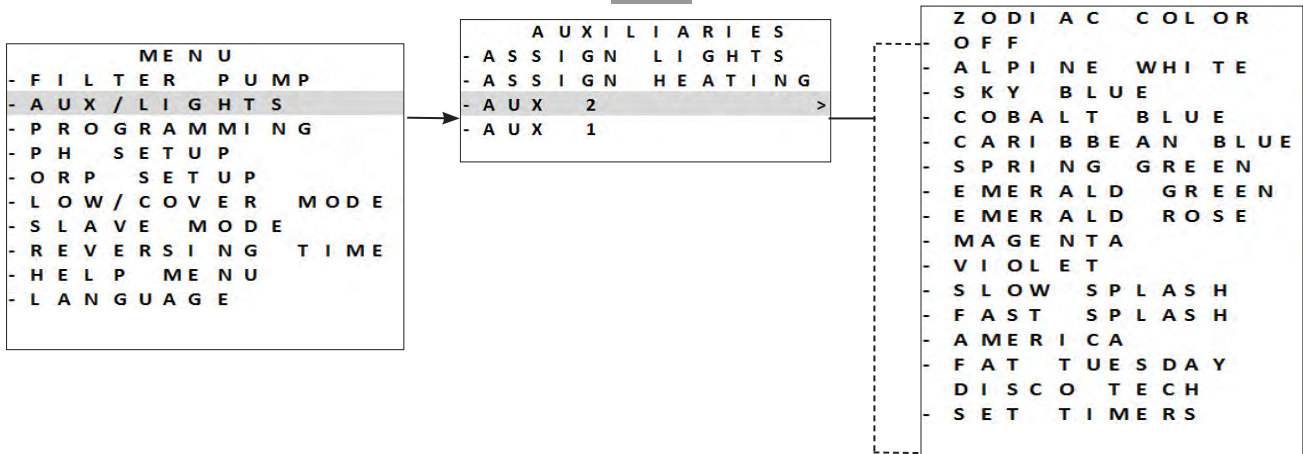 MENU
-FILTER PUMP
-AUX/LIGHTS
-PROGRAMMING
-PH SETUP
-ORP SETUP
-LOW/COVER MODE
-SLAVE MODE
-REVERSING TIME
-HELP MENU
-LANGUAGE
AUXILIARIES
-ASSIGN LIGHTS
-ASSIGN HEATING
-AUX 2 >
-AUX 1
ZODIAC COLOR
- OFF
- ALPINE WHITE
- SKY BLUE
- COBALT BLUE
- CARIBBEAN BLUE
- SPRING GREEN
- EMERALD GREEN
- EMERALD ROSE
- MAGENTA
- VIOLET
- SLOW SPLASH
- FAST SPLASH
- AMERICA
- FAT TUESDAY
DISCO TECH
- SET TIMERS